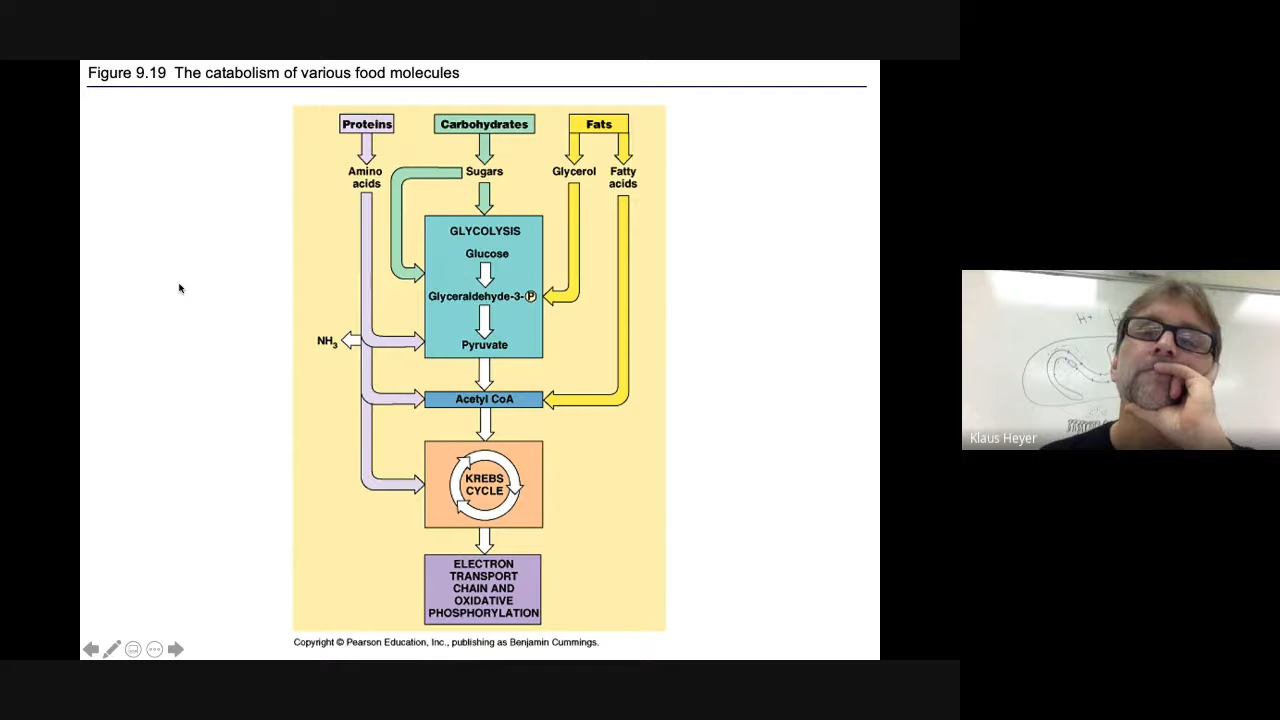 Figure 9.19 The catabolism of various food molecules
Proteins
Carbohydrates
Fats
Amino
acids
Sugars
Glycerol
Fatty
acids
GLYCOLYSIS
Glucose
Glyceraldehyde-3-P
NH3
Pyruvate
Acetyl CoA
KREBS
CYCLE
ELECTRON
TRANSPORT
CHAIN AND
OXIDATIVE
PHOSPHORYLATION
Copyright © Pearson Education, Inc., publishing as Benjamin Cummings.
H+
Klaus Heyer